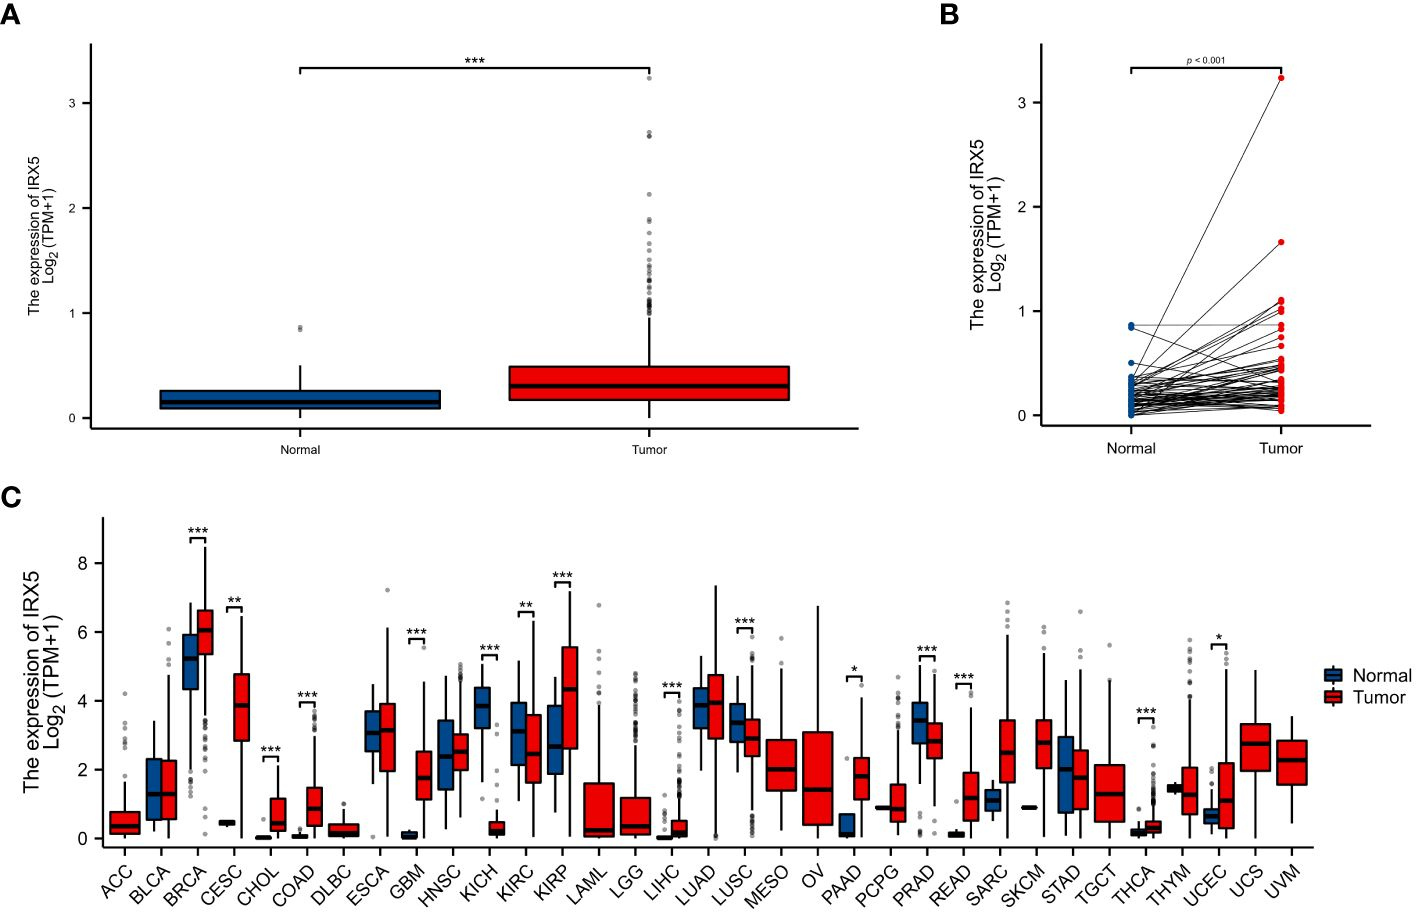 A
***
3
2
1
0
The expression of IRX5
Log2 (TPM+1)
Normal
Tumor
B
p < 0.001
3
2
1
0
The expression of IRX5
Log2 (TPM+1)
Normal
Tumor
C
8
6
4
2
0
The expression of IRX5
Log2 (TPM+1)
***
**
***
***
***
***
**
***
***
***
*
***
***
***
*
ACC
BLCA
BRCA
CESC
CHOL
COAD
DLBC
ESCA
GBM
HNSC
KICH
KIRC
KIRP
LAML
LGG
LIHC
LUAD
LUSC
MESO
OV
PAAD
PCPG
PRAD
READ
SARC
SKCM
STAD
TGCT
THCA
THYM
UCEC
UCS
UVM
Normal
Tumor